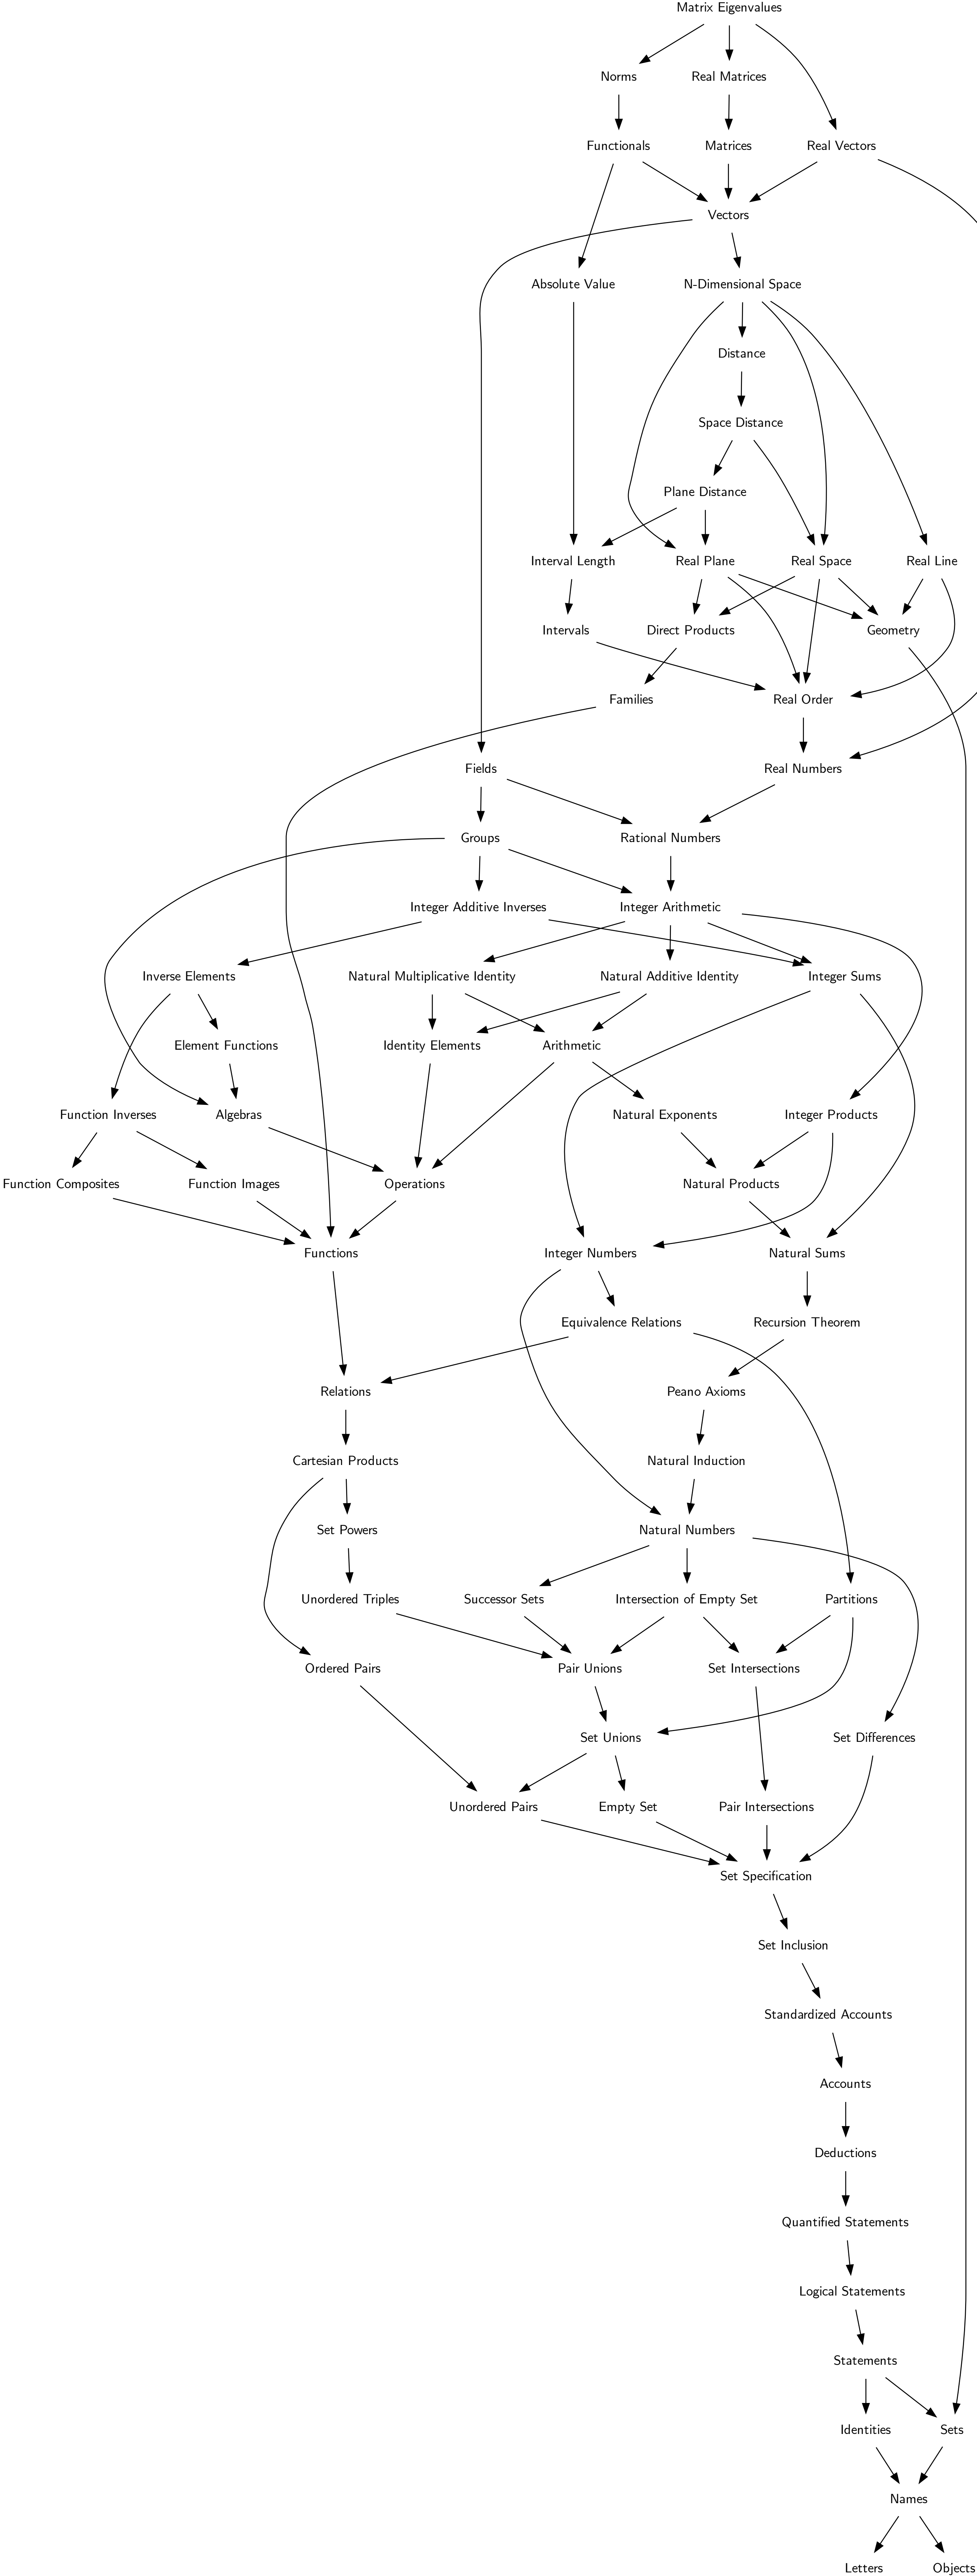 Matrix Eigenvalues
Norms
Real Matrices
Functionals
Matrices
Real Vectors
Vectors
Absolute Value
N-Dimensional Space
Distance
Space Distance
Plane Distance
Interval Length
Real Plane
Real Space
Real Line
Intervals
Direct Products
Geometry
Families
Real Order
Fields
Real Numbers
Groups
Rational Numbers
Integer Additive Inverses
Integer Arithmetic
Inverse Elements
Natural Multiplicative Identity
Natural Additive Identity
Integer Sums
Element Functions
Identity Elements
Arithmetic
Function Inverses
Algebras
Natural Exponents
Integer Products
Function Composites
Function Images
Operations
Natural Products
Functions
Integer Numbers
Natural Sums
Equivalence Relations
Recursion Theorem
Relations
Peano Axioms
Cartesian Products
Natural Induction
Set Powers
Natural Numbers
Unordered Triples
Successor Sets
Intersection of Empty Set
Partitions
Ordered Pairs
Pair Unions
Set Intersections
Set Unions
Set Differences
Unordered Pairs
Empty Set
Pair Intersections
Set Specification
Set Inclusion
Standardized Accounts
Accounts
Deductions
Quantified Statements
Logical Statements
Statements
Identities
Sets
Names
Letters
Objects